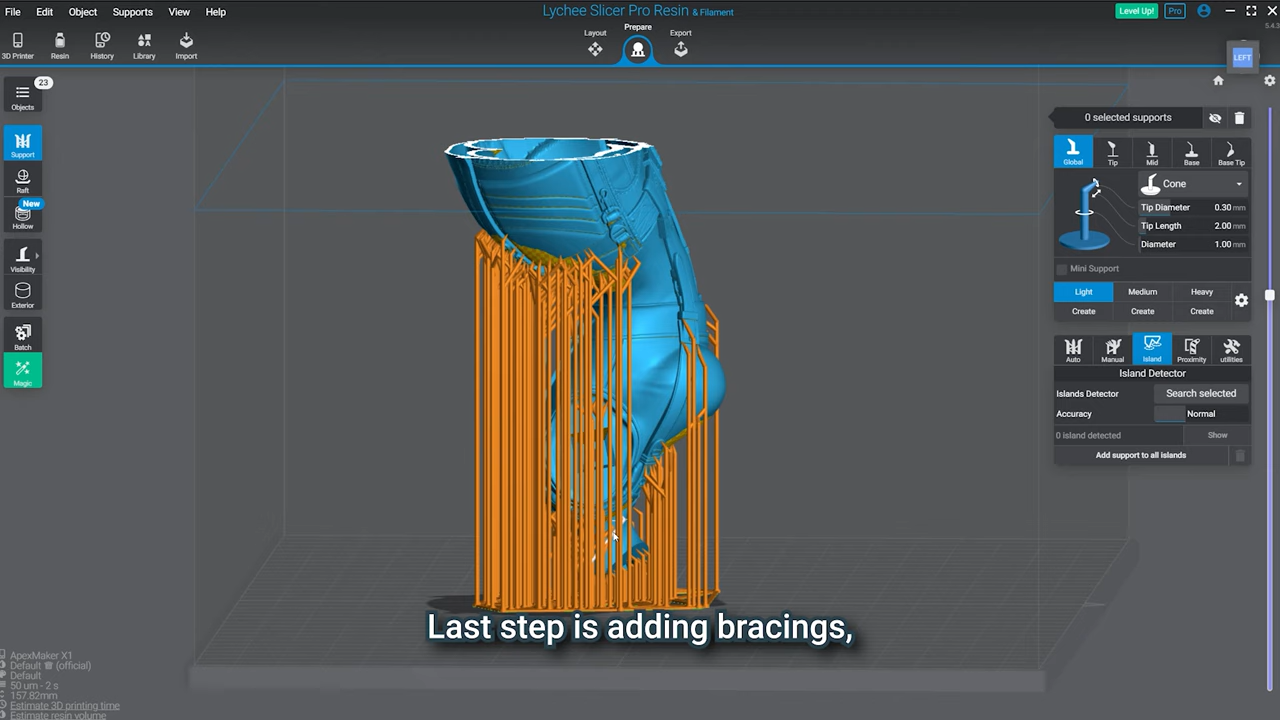 File Edit Object Supports View Help
Lychee Slicer Pro Resin & Filament
Level Up! Pro
5.4.3
3D Printer Resin History Library Import
Layout Prepare Export
LEFT
Objects 23
Support
Raft
New
Hollow
Visibility
Exterior
Batch
Magic
0 selected supports
Global Tip Mid Base Base Tip
Cone
Tip Diameter 0.30 mm
Tip Length 2.00 mm
Diameter 1.00 mm
Mini Support
Light Medium Heavy
Create Create Create
Auto Manual Island Proximity utilities
Island Detector
Islands Detector Search selected
Accuracy Normal
0 island detected Show
Add support to all islands
Last step is adding bracings,
ApexMaker X1
Default (official)
Default
50 um - 2 s
157.82mm
Estimate 3D printing time
Estimate resin volume